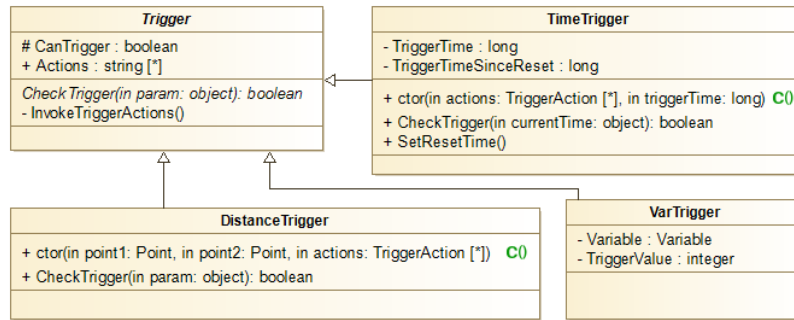 Trigger
# CanTrigger : boolean
+ Actions : string [*]
CheckTrigger(in param: object): boolean
- InvokeTriggerActions()
TimeTrigger
- TriggerTime : long
- TriggerTimeSinceReset : long
+ ctor(in actions: TriggerAction [*], in triggerTime: long) C()
+ CheckTrigger(in currentTime: object): boolean
+ SetResetTime()
DistanceTrigger
+ ctor(in point1: Point, in point2: Point, in actions: TriggerAction [*]) C()
+ CheckTrigger(in param: object): boolean
VarTrigger
- Variable : Variable
- TriggerValue : integer